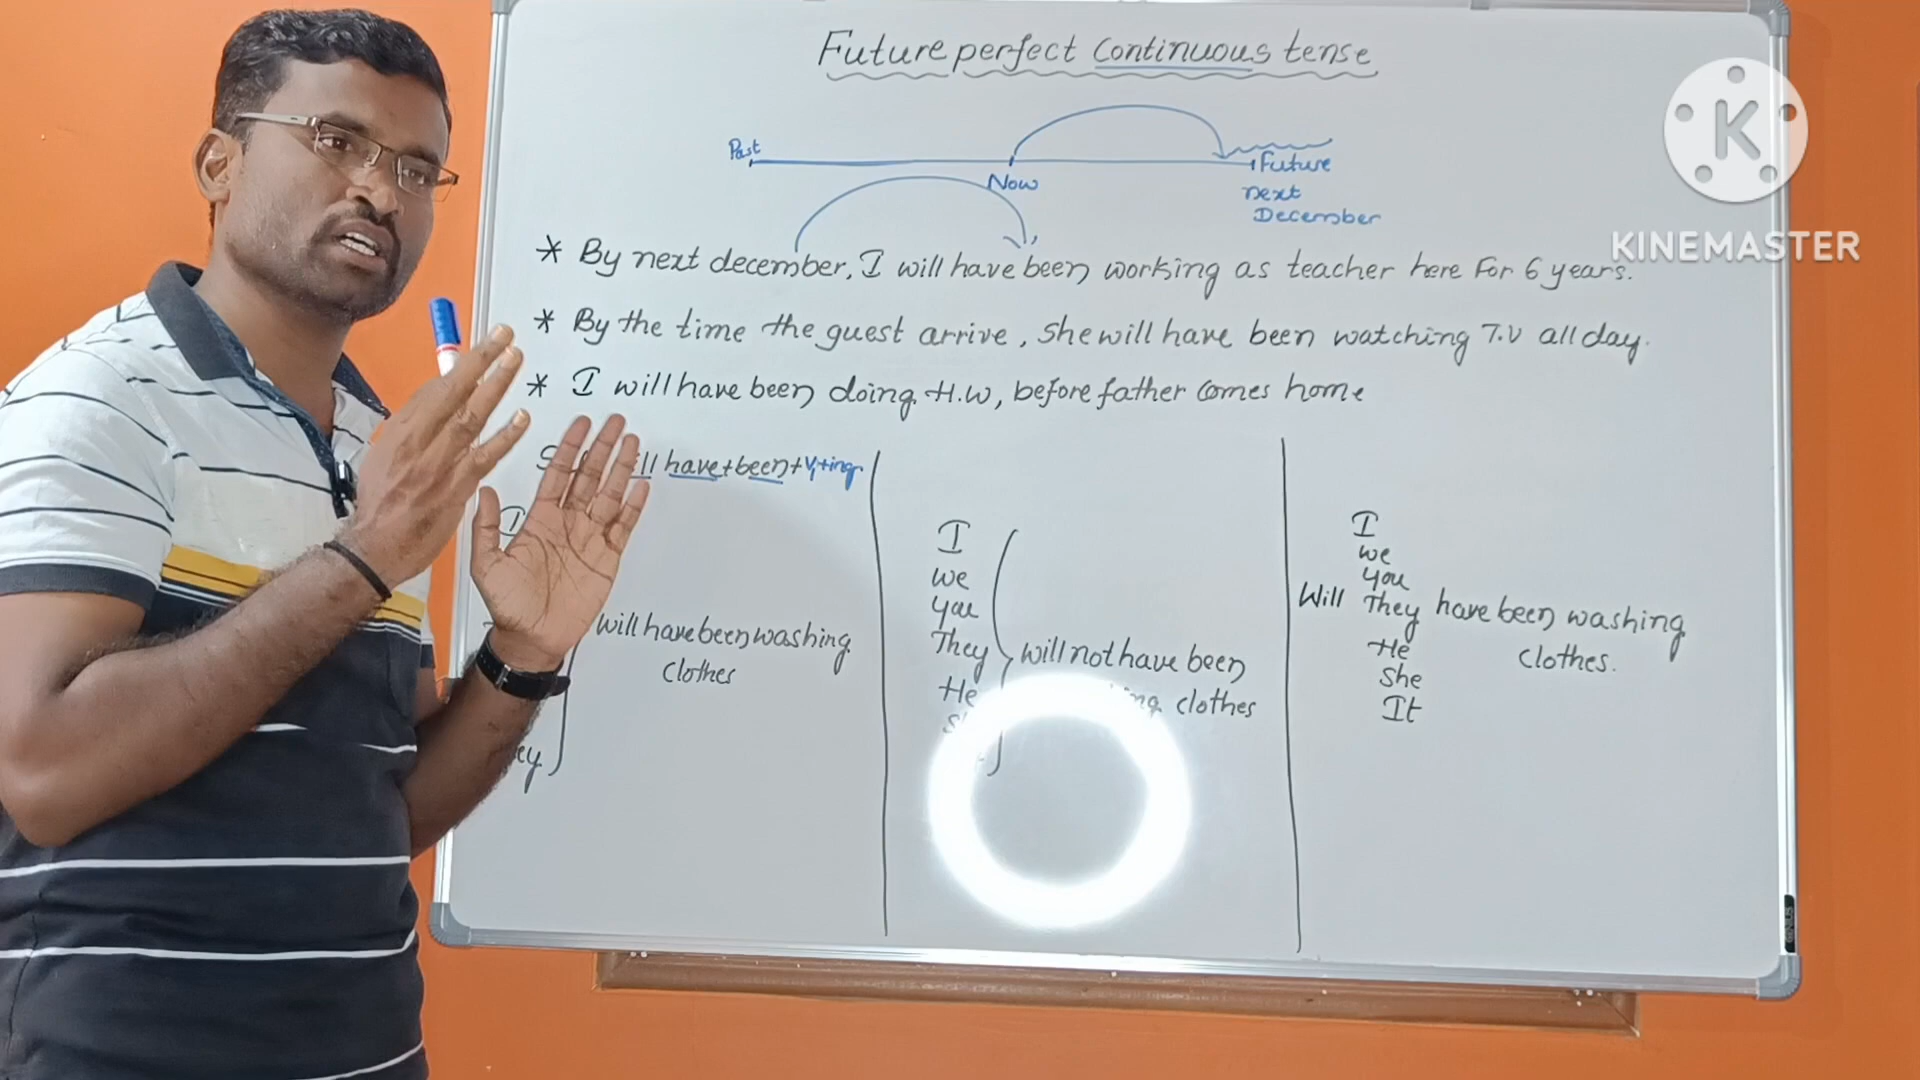 Future perfect continuous tense
Past
Now
Future
next
December
K
KINEMASTER
* By next december, I will have been working as teacher here for 6 years.
* By the time the guest arrive, she will have been watching T.V all day.
* I will have been doing H.W, before father comes home
have+been+V1+ing
I
will have been washing
clothes
I
we
you
They
He
will not have been
clothes
I
we
you
Will They have been washing
He clothes.
she
It